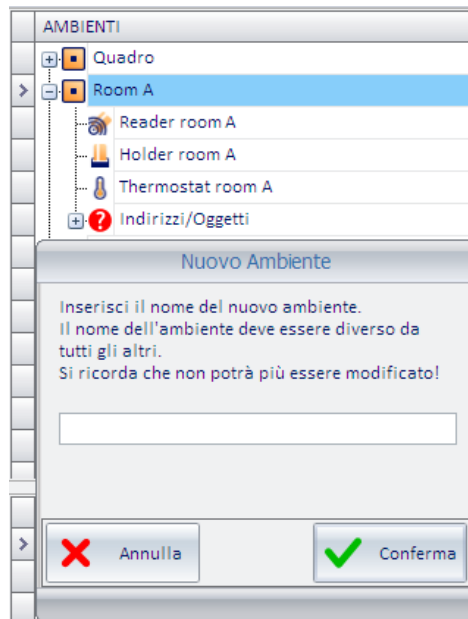 AMBIENTI
Quadro
Room A
Reader room A
Holder room A
Thermostat room A
Indirizzi/Oggetti
Nuovo Ambiente
Inserisci il nome del nuovo ambiente.
Il nome dell'ambiente deve essere diverso da
tutti gli altri.
Si ricorda che non potrà più essere modificato!
Annulla
Conferma